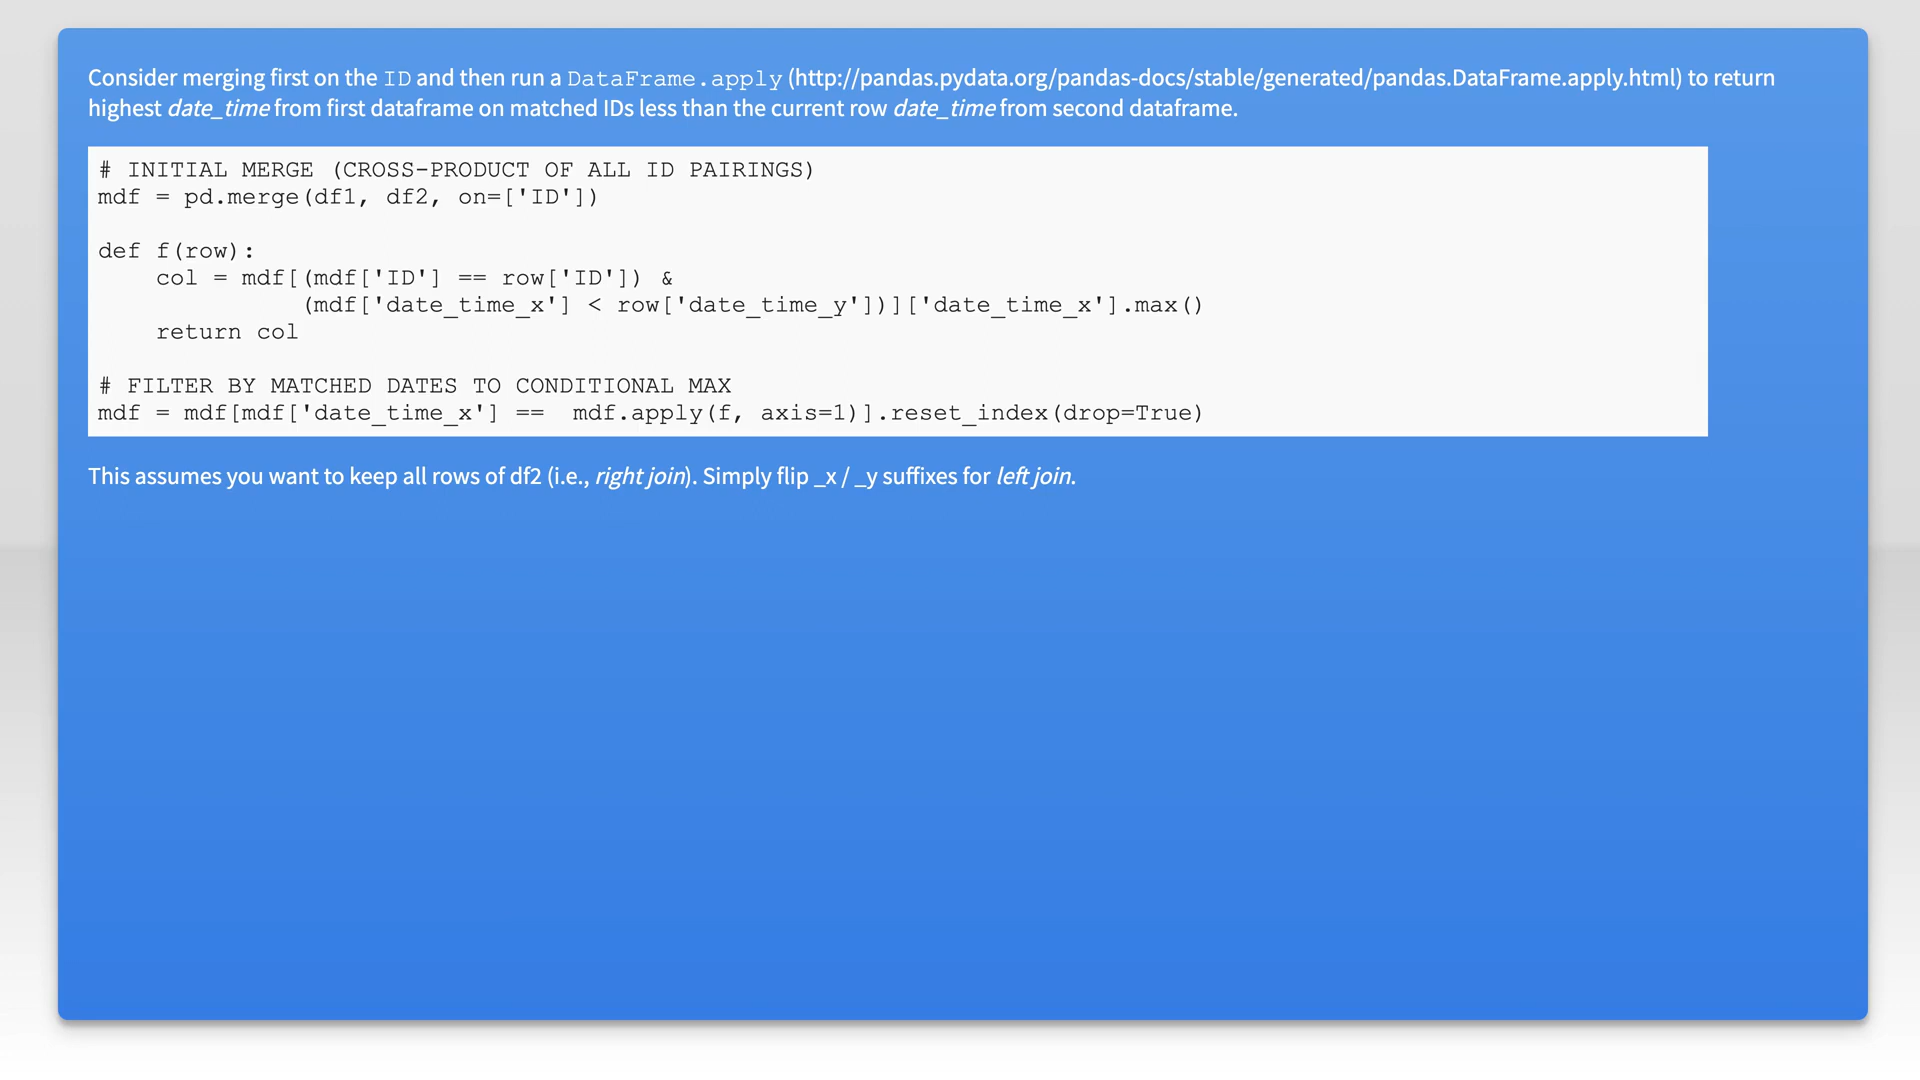 Consider merging first on the ID and then run a DataFrame.apply (http://pandas.pydata.org/pandas-docs/stable/generated/pandas.DataFrame.apply.html) to return
highest date_time from first dataframe on matched IDs less than the current row date_time from second dataframe.
# INITIAL MERGE (CROSS-PRODUCT OF ALL ID PAIRINGS)
mdf = pd.merge(df1, df2, on=['ID'])
def f(row):
    col = mdf[(mdf['ID'] == row['ID']) &
              (mdf['date_time_x'] < row['date_time_y'])]['date_time_x'].max()
    return col
# FILTER BY MATCHED DATES TO CONDITIONAL MAX
mdf = mdf[mdf['date_time_x'] ==  mdf.apply(f, axis=1)].reset_index(drop=True)
This assumes you want to keep all rows of df2 (i.e., right join). Simply flip _x / _y suffixes for left join.